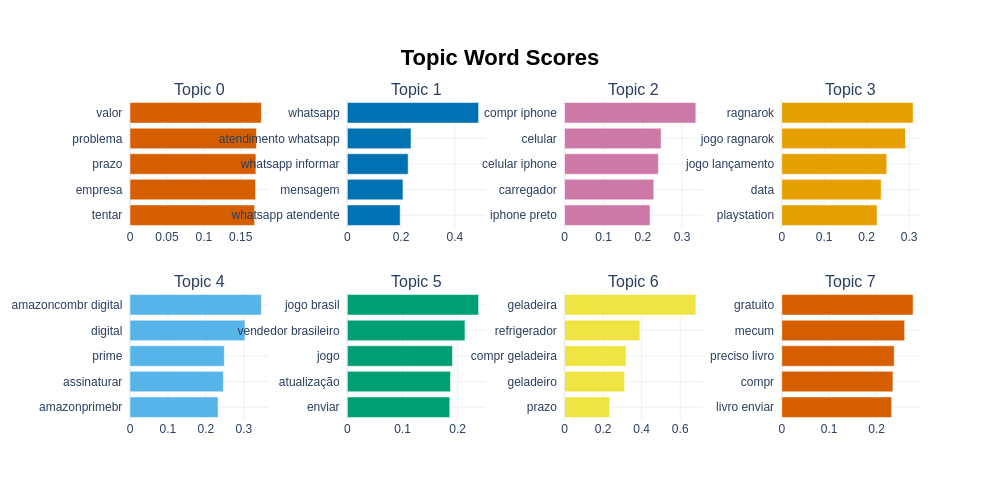 Topic Word Scores
Topic 0
valor
problema
prazo
empresa
tentar
0 0.05 0.1 0.15
Topic 1
whatsapp
atendimento whatsapp
whatsapp informar
mensagem
whatsapp atendente
0 0.2 0.4
Topic 2
compr iphone
celular
celular iphone
carregador
iphone preto
0 0.1 0.2 0.3
Topic 3
ragnarok
jogo ragnarok
jogo lançamento
data
playstation
0 0.1 0.2 0.3
Topic 4
amazoncombr digital
digital
prime
assinaturar
amazonprimebr
0 0.1 0.2 0.3
Topic 5
jogo brasil
vendedor brasileiro
jogo
atualização
enviar
0 0.1 0.2
Topic 6
geladeira
refrigerador
compr geladeira
geladeiro
prazo
0 0.2 0.4 0.6
Topic 7
gratuito
mecum
preciso livro
compr
livro enviar
0 0.1 0.2